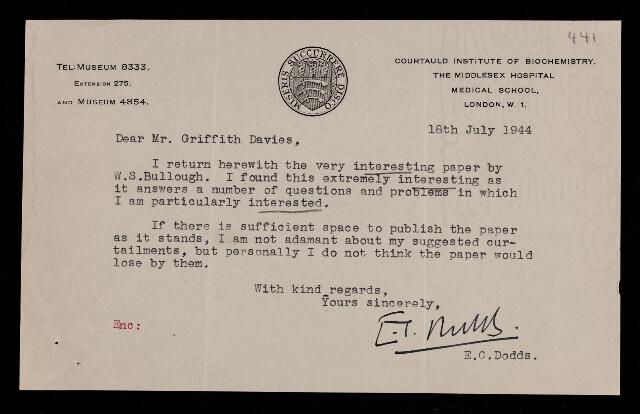 441
TEL: MUSEUM 8333.
EXTENSION 275.
AND MUSEUM 4854.
MISERIS SUCCURRERE DISCO
COURTAULD INSTITUTE OF BIOCHEMISTRY.
THE MIDDLESEX HOSPITAL
MEDICAL SCHOOL,
LONDON, W. 1.
18th July 1944
Dear Mr. Griffith Davies,
I return herewith the very interesting paper by
W.S.Bullough. I found this extremely interesting as
it answers a number of questions and problems in which
I am particularly interested.
If there is sufficient space to publish the paper
as it stands, I am not adamant about my suggested cur-
tailments, but personally I do not think the paper would
lose by them.
With kind regards,
Yours sincerely,
Enc:
E.C. Dodds.
E.C.Dodds.